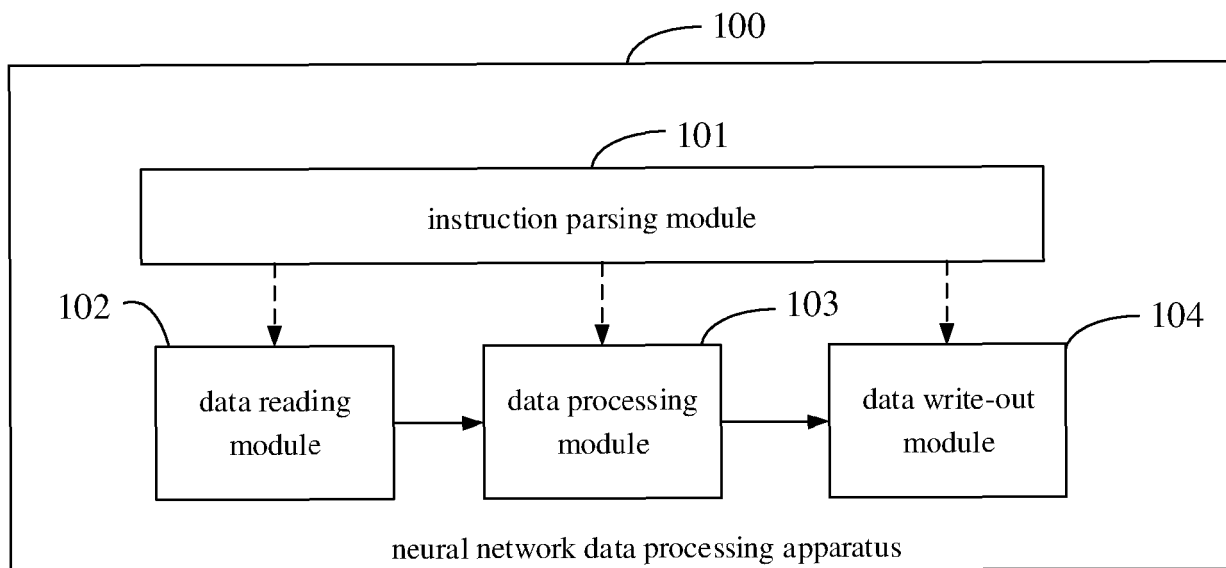 100
101
instruction parsing module
102
103
104
data reading
module
data processing
module
data write-out
module
neural network data processing apparatus